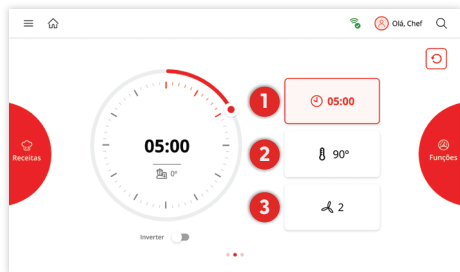 Olá, Chef
1 05:00
05:00
0°
2 90°
Receitas
Funções
3 2
Inverter